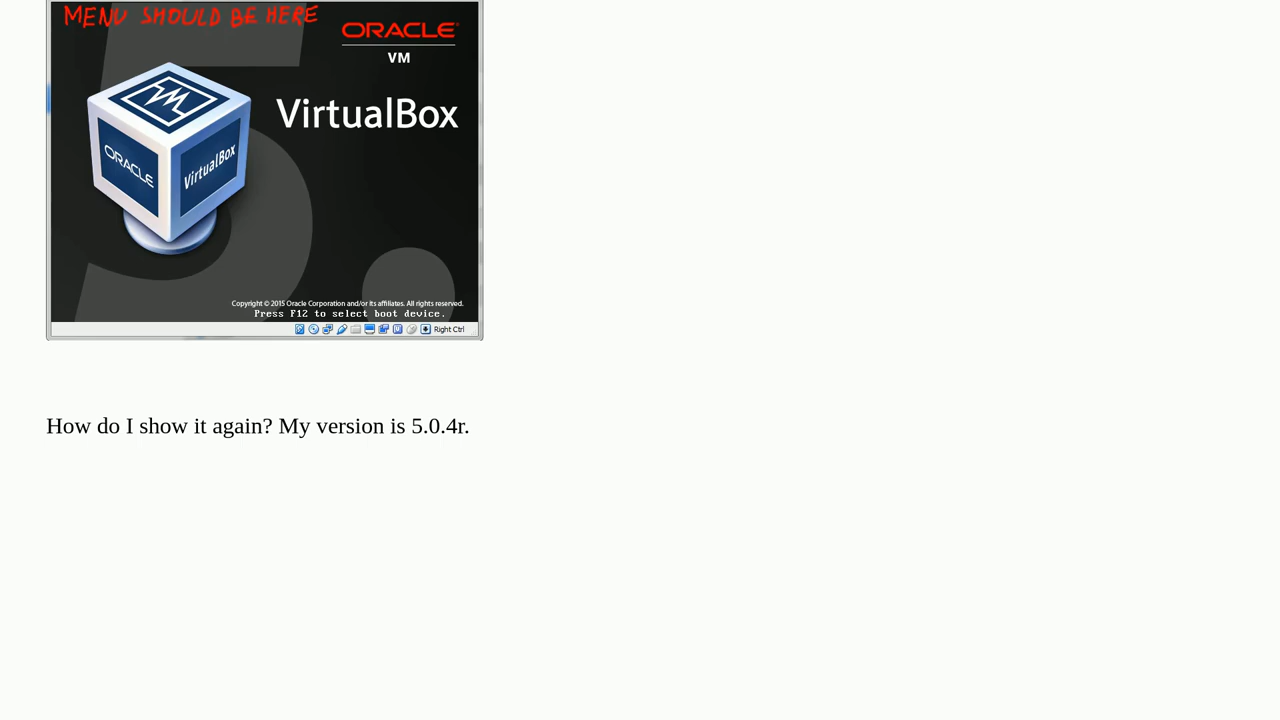 MENU SHOULD BE HERE
ORACLE®
VM
VirtualBox
ORACLE
VirtualBox
5.
Copyright © 2015 Oracle Corporation and/or its affiliates. All rights reserved.
Press F12 to select boot device.
Right Ctrl
How do I show it again? My version is 5.0.4r.